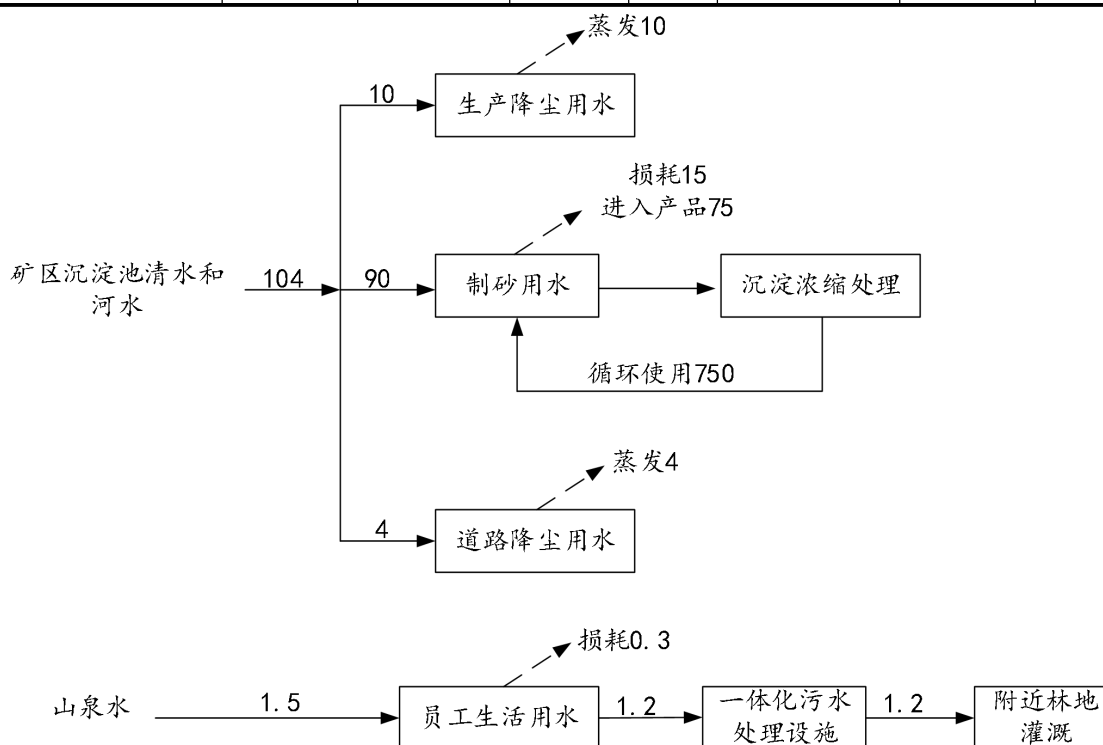 蒸发10
10
生产降尘用水
损耗15
进入产品75
矿区沉淀池清水和
河水
104
90
制砂用水
沉淀浓缩处理
循环使用750
蒸发4
4
道路降尘用水
损耗0.3
山泉水
1.5
员工生活用水
1.2
一体化污水
处理设施
1.2
附近林地
灌溉